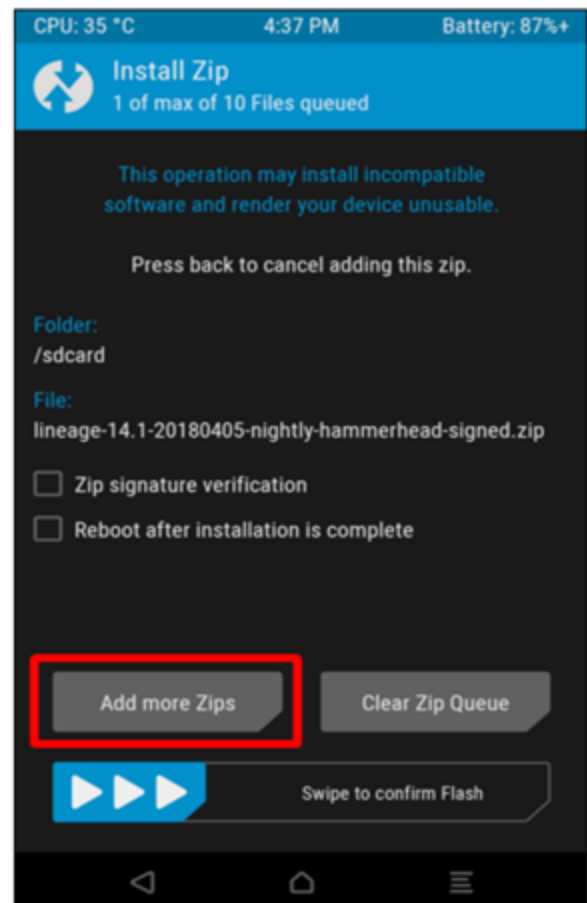 CPU: 35 °C 4:37 PM Battery: 87%+
Install Zip
1 of max of 10 Files queued
This operation may install incompatible
software and render your device unusable.
Press back to cancel adding this zip.
Folder:
/sdcard
File:
lineage-14.1-20180405-nightly-hammerhead-signed.zip
Zip signature verification
Reboot after installation is complete
Add more Zips Clear Zip Queue
Swipe to confirm Flash